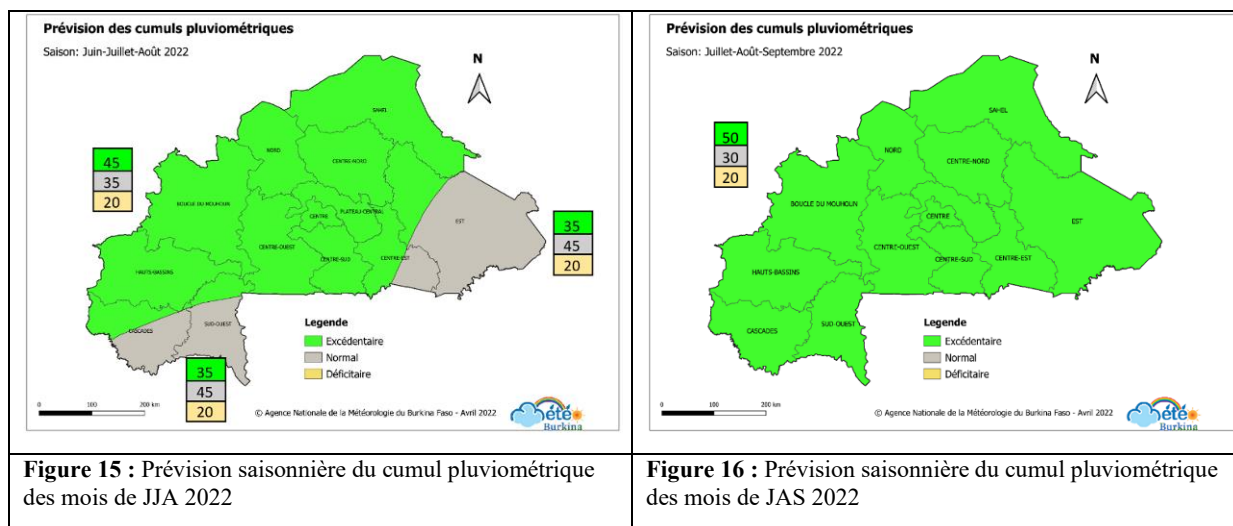 Prévision des cumuls pluviométriques
Saison: Juin-Juillet-Août 2022
N
SAHEL
NORD
CENTRE-NORD
45
35
20
BOUCLE DU MOUHOUN
CENTRE
PLATEAU-CENTRAL
EST
35
45
20
CENTRE-OUEST
CENTRE-SUD
CENTRE-EST
HAUTS-BASSINS
CASCADES
SUD-OUEST
Legende
Excédentaire
Normal
Déficitaire
35
45
20
0 100 200 km
© Agence Nationale de la Météorologie du Burkina Faso - Avril 2022
été
Burkina
Figure 15 : Prévision saisonnière du cumul pluviométrique
des mois de JJA 2022
Prévision des cumuls pluviométriques
Saison: Juillet-Août-Septembre 2022
N
SAHEL
50
30
20
NORD
CENTRE-NORD
BOUCLE DU MOUHOUN
CENTRE
EST
CENTRE-OUEST
CENTRE-SUD
CENTRE-EST
HAUTS-BASSINS
CASCADES
SUD-OUEST
Legende
Excédentaire
Normal
Déficitaire
0 100 200 km
© Agence Nationale de la Météorologie du Burkina Faso - Avril 2022
été
Burkina
Figure 16 : Prévision saisonnière du cumul pluviométrique
des mois de JAS 2022